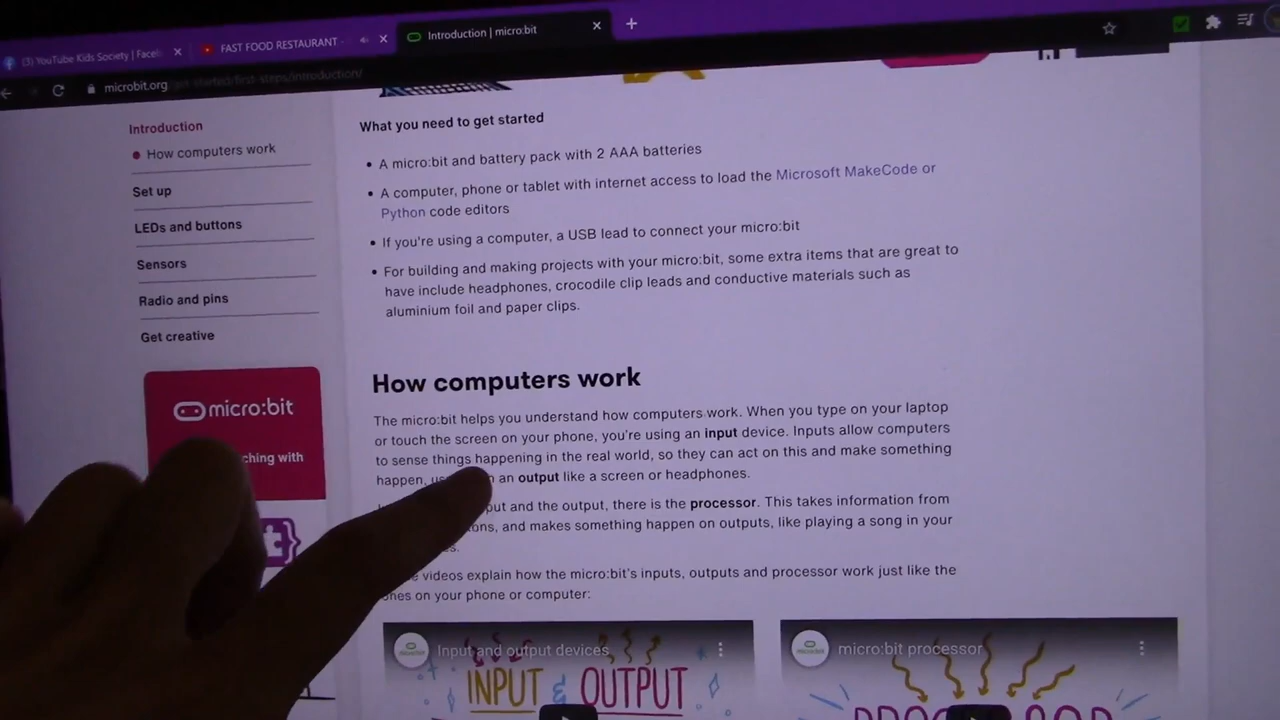 (3) YouTube Kids Society | Face
FAST FOOD RESTAURANT -
Introduction | micro:bit
microbit.org/get-started/first-steps/introduction/
Introduction
How computers work
Set up
LEDs and buttons
Sensors
Radio and pins
Get creative
micro:bit
ching with
What you need to get started
A micro:bit and battery pack with 2 AAA batteries
A computer, phone or tablet with internet access to load the Microsoft MakeCode or
Python code editors
If you're using a computer, a USB lead to connect your micro:bit
For building and making projects with your micro:bit, some extra items that are great to
have include headphones, crocodile clip leads and conductive materials such as
aluminium foil and paper clips.
How computers work
The micro:bit helps you understand how computers work. When you type on your laptop
or touch the screen on your phone, you're using an input device. Inputs allow computers
to sense things happening in the real world, so they can act on this and make something
happen, an output like a screen or headphones.
put and the output, there is the processor. This takes information from
ons, and makes something happen on outputs, like playing a song in your
videos explain how the micro:bit's inputs, outputs and processor work just like the
ones on your phone or computer:
Input and output devices
INPUT & OUTPUT
micro:bit processor